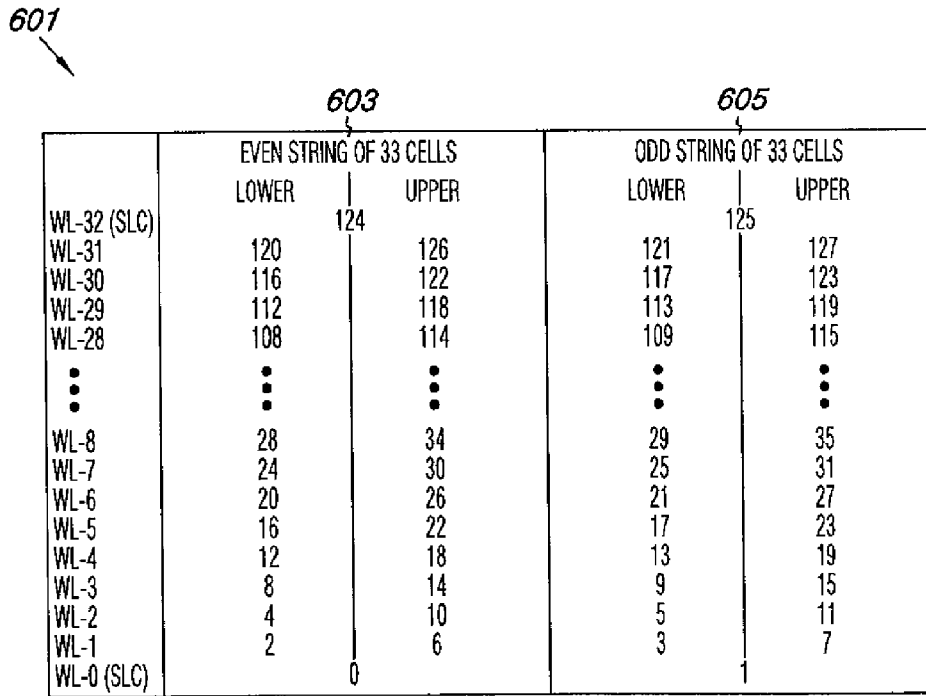 601
603 605
EVEN STRING OF 33 CELLS ODD STRING OF 33 CELLS
LOWER UPPER LOWER UPPER
WL-32 (SLC) 124 125
WL-31 120 126 121 127
WL-30 116 122 117 123
WL-29 112 118 113 119
WL-28 108 114 109 115
WL-8 28 34 29 35
WL-7 24 30 25 31
WL-6 20 26 21 27
WL-5 16 22 17 23
WL-4 12 18 13 19
WL-3 8 14 9 15
WL-2 4 10 5 11
WL-1 2 6 3 7
WL-0 (SLC) 0 1